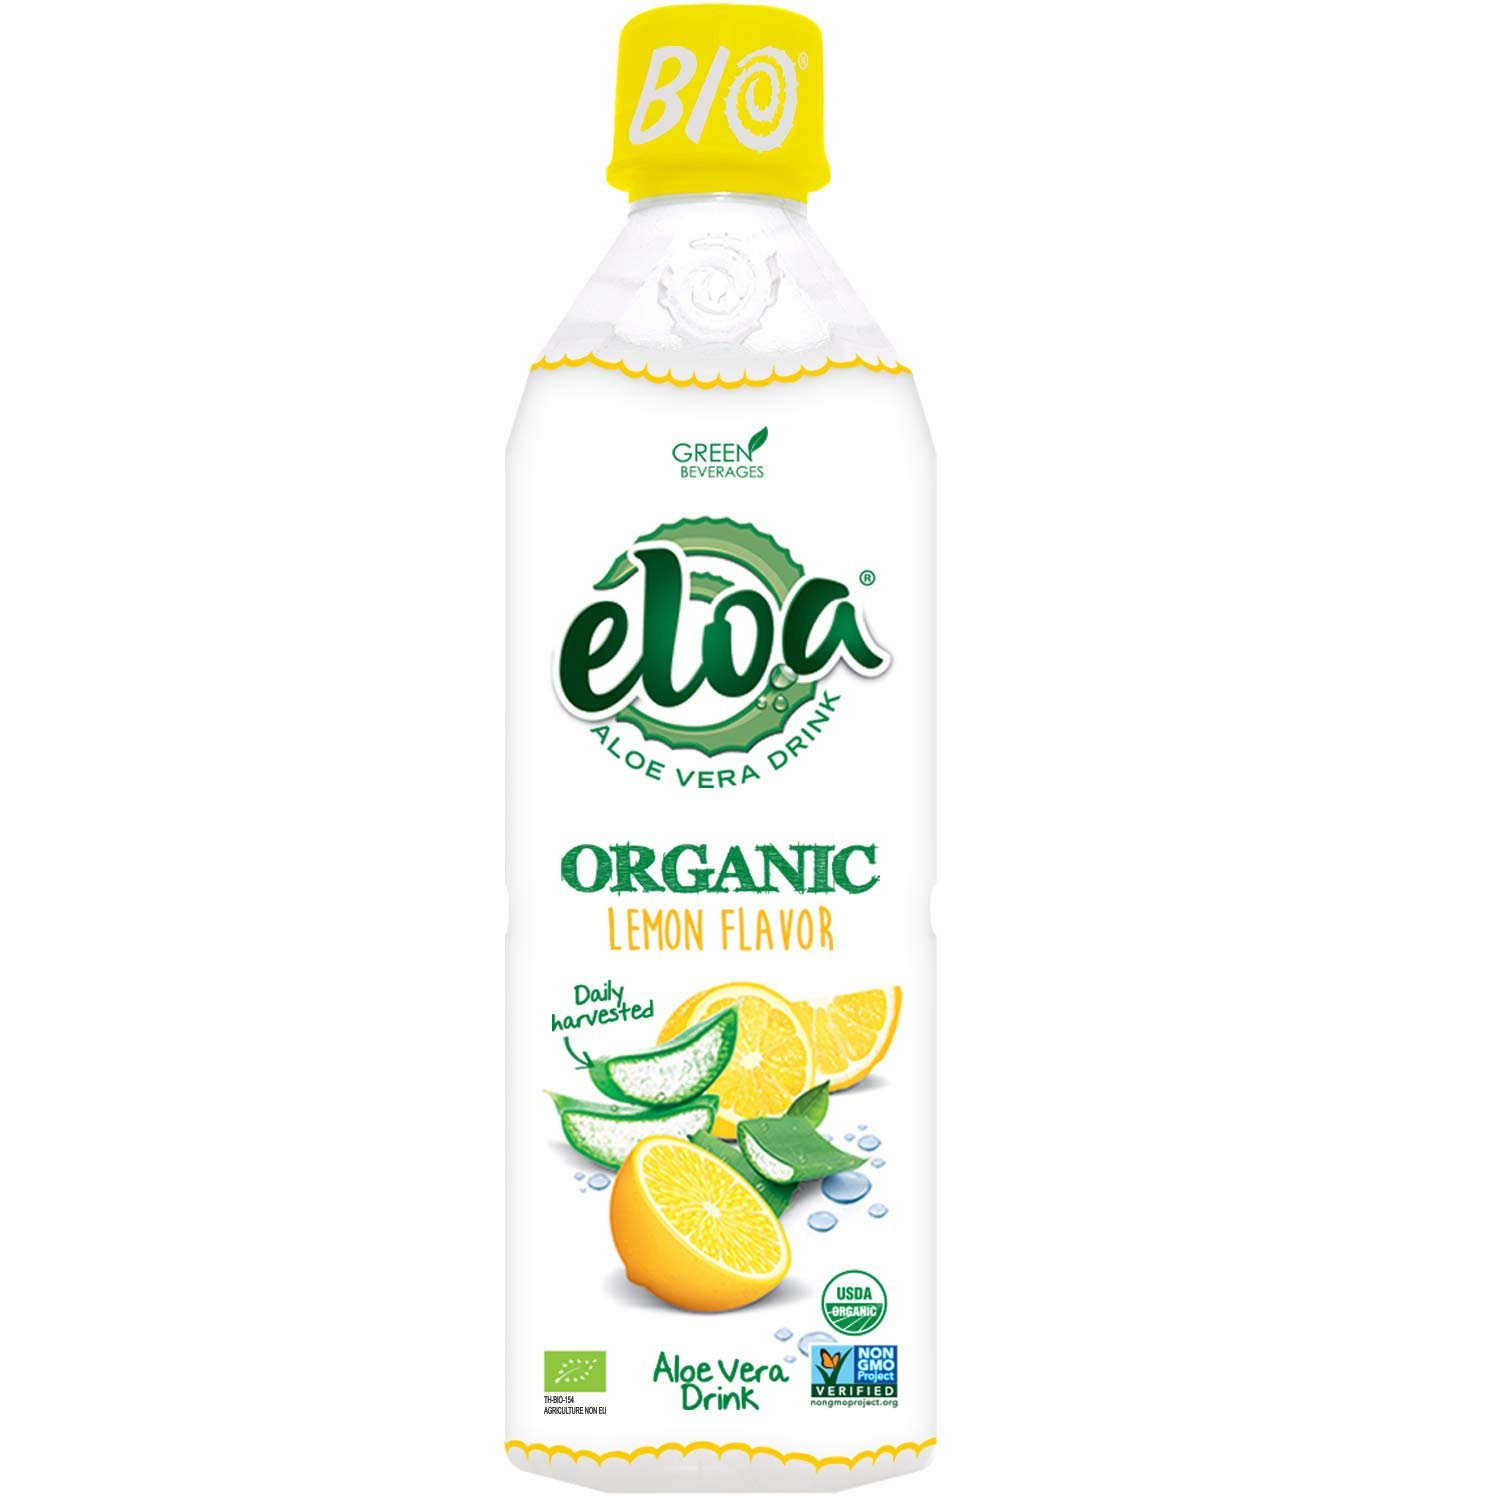 BIO®
GREEN
BEVERAGES
éloa®
ALOE VERA DRINK
ORGANIC
LEMON FLAVOR
Daily
harvested
USDA
ORGANIC
Aloe Vera
Drink
NON
GMO
Project
VERIFIED
nongmoproject.org
TH-BIO-154
AGRICULTURE NON EU